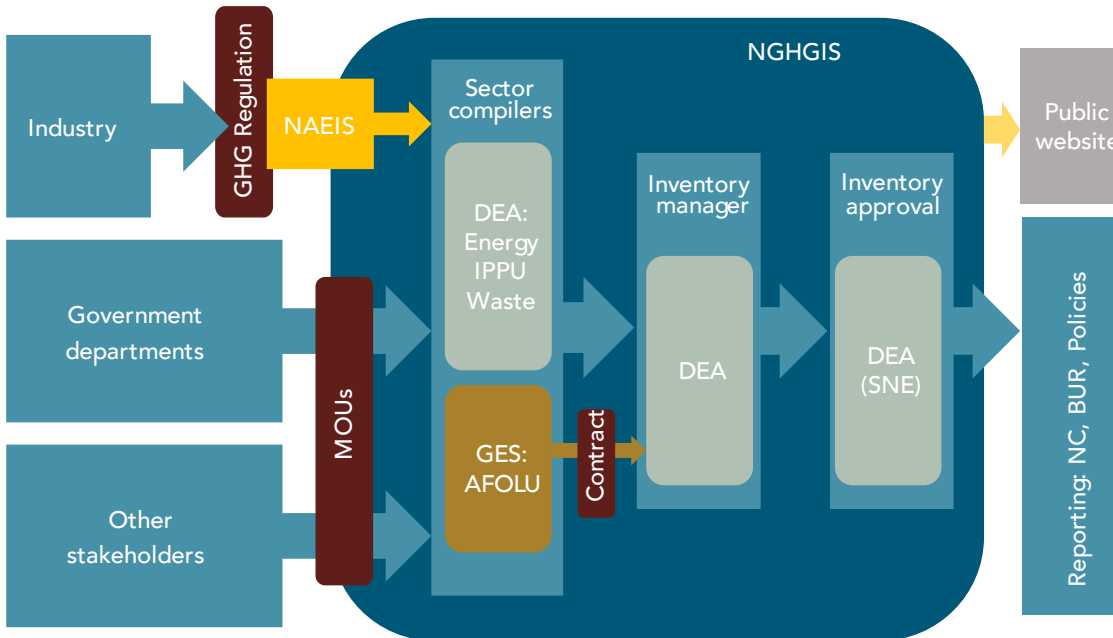 Industry
GHG Regulation
NAEIS
NGHGIS
Sector
compilers
DEA:
Energy
IPPU
Waste
GES:
AFOLU
Government
departments
Other
stakeholders
MOUs
Contract
Inventory
manager
DEA
Inventory
approval
DEA
(SNE)
Public
website
Reporting: NC, BUR, Policies